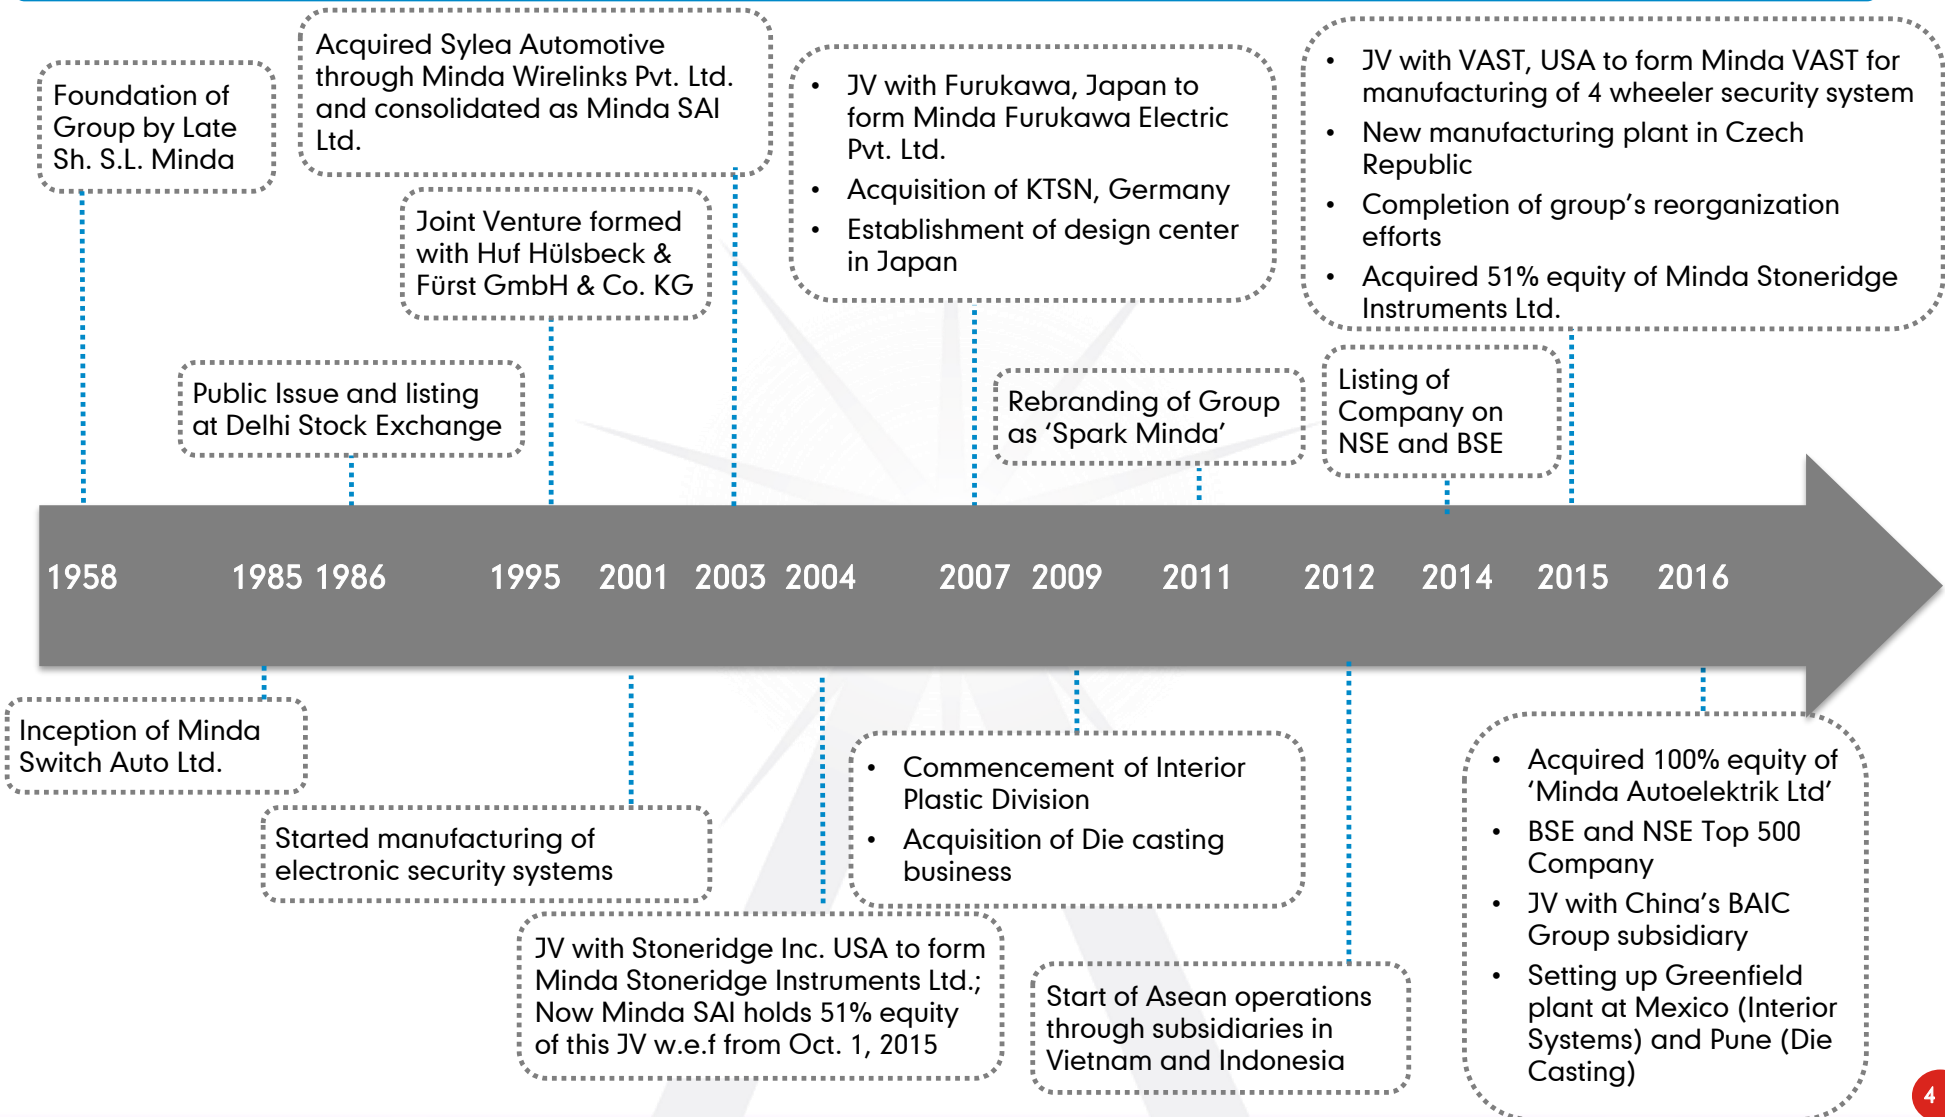 Foundation of
Group by Late
Sh. S.L. Minda
Acquired Sylea Automotive
through Minda Wirelinks Pvt. Ltd.
and consolidated as Minda SAI
Ltd.
Joint Venture formed
with Huf Hülsbeck &
Fürst GmbH & Co. KG
Public Issue and listing
at Delhi Stock Exchange
• JV with Furukawa, Japan to
form Minda Furukawa Electric
Pvt. Ltd.
• Acquisition of KTSN, Germany
• Establishment of design center
in Japan
Rebranding of Group
as ‘Spark Minda’
• JV with VAST, USA to form Minda VAST for
manufacturing of 4 wheeler security system
• New manufacturing plant in Czech
Republic
• Completion of group’s reorganization
efforts
• Acquired 51% equity of Minda Stoneridge
Instruments Ltd.
Listing of
Company on
NSE and BSE
1958 1985 1986 1995 2001 2003 2004 2007 2009 2011 2012 2014 2015 2016
Inception of Minda
Switch Auto Ltd.
Started manufacturing of
electronic security systems
JV with Stoneridge Inc. USA to form
Minda Stoneridge Instruments Ltd.;
Now Minda SAI holds 51% equity
of this JV w.e.f from Oct. 1, 2015
• Commencement of Interior
Plastic Division
• Acquisition of Die casting
business
Start of Asean operations
through subsidiaries in
Vietnam and Indonesia
• Acquired 100% equity of
‘Minda Autoelektrik Ltd’
• BSE and NSE Top 500
Company
• JV with China’s BAIC
Group subsidiary
• Setting up Greenfield
plant at Mexico (Interior
Systems) and Pune (Die
Casting)
4